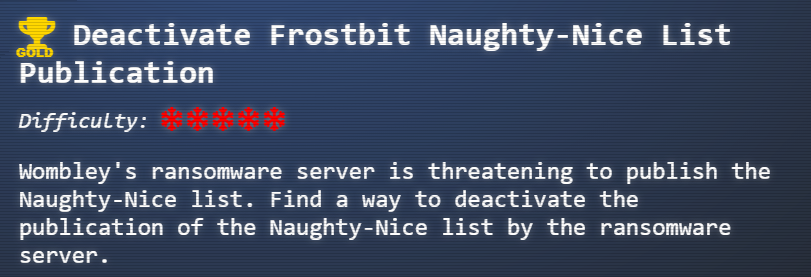 GOLD
Deactivate Frostbit Naughty-Nice List
Publication
Difficulty:
Wombley's ransomware server is threatening to publish the
Naughty-Nice list. Find a way to deactivate the
publication of the Naughty-Nice list by the ransomware
server.